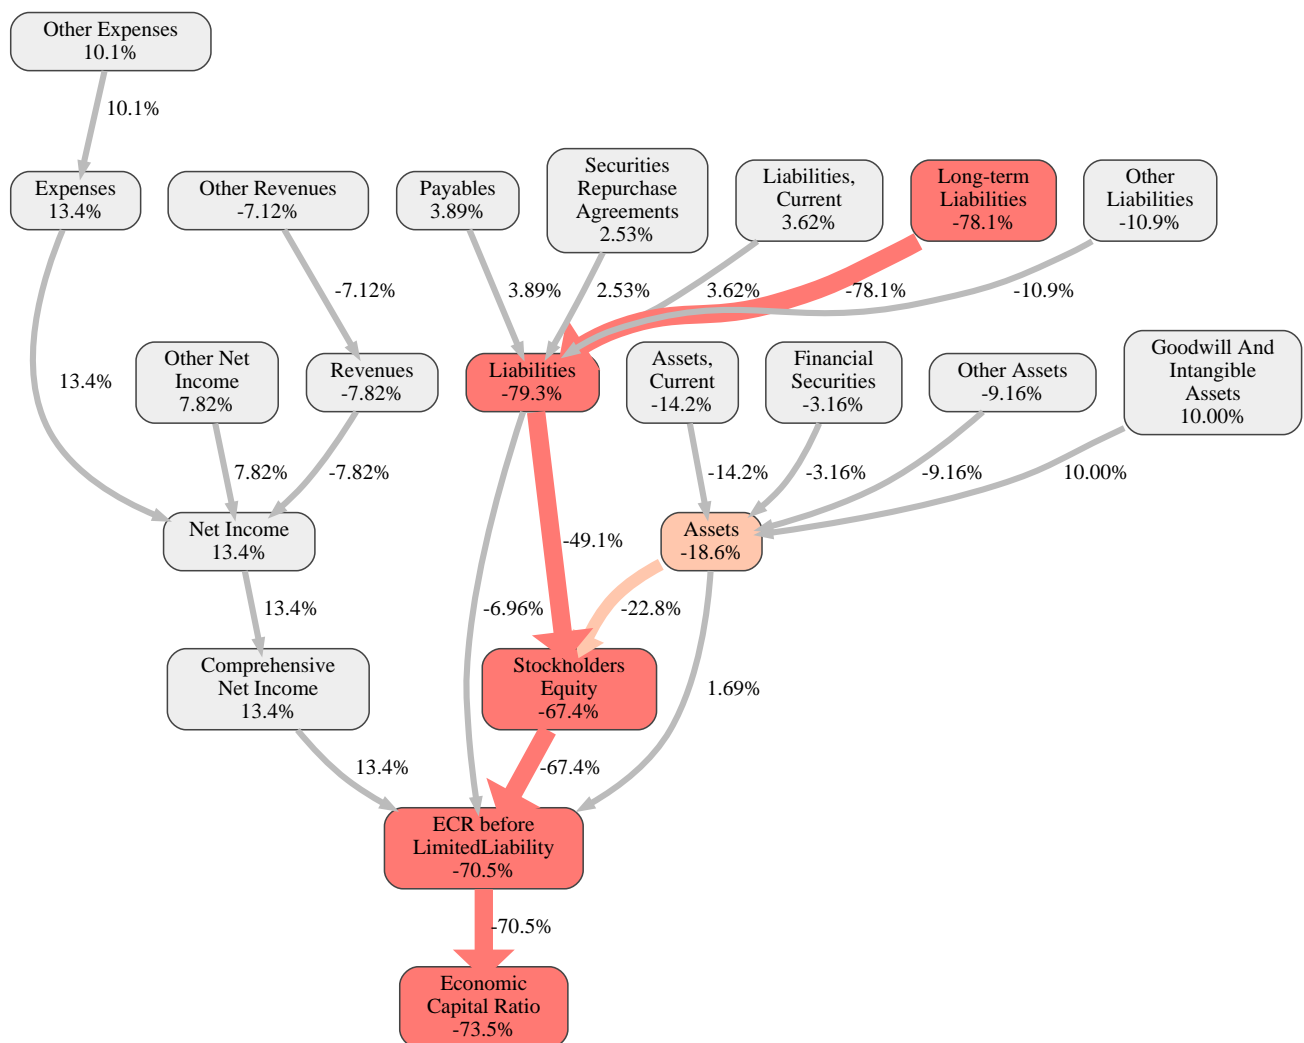 Other Expenses
10.1%
10.1%
Expenses
13.4%
Other Revenues
-7.12%
Payables
3.89%
Securities
Repurchase
Agreements
2.53%
Liabilities,
Current
3.62%
Long-term
Liabilities
-78.1%
Other
Liabilities
-10.9%
-7.12%
3.89%
2.53%
3.62%
-78.1%
-10.9%
13.4%
Other Net
Income
7.82%
Revenues
-7.82%
Liabilities
-79.3%
Assets,
Current
-14.2%
Financial
Securities
-3.16%
Other Assets
-9.16%
Goodwill And
Intangible
Assets
10.00%
7.82%
-7.82%
-14.2%
-3.16%
-9.16%
10.00%
Net Income
13.4%
-49.1%
Assets
-18.6%
13.4%
-6.96%
-22.8%
Comprehensive
Net Income
13.4%
Stockholders
Equity
-67.4%
1.69%
13.4%
-67.4%
ECR before
LimitedLiability
-70.5%
-70.5%
Economic
Capital Ratio
-73.5%